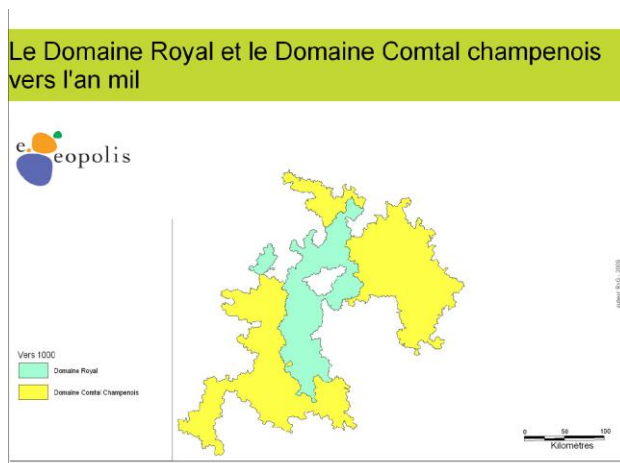 Le Domaine Royal et le Domaine Comtal champenois
vers l'an mil
e.
eopolis
Vers 1000
Domaine Royal
Domaine Comtal Champenois
0 50 100
Kilomètres